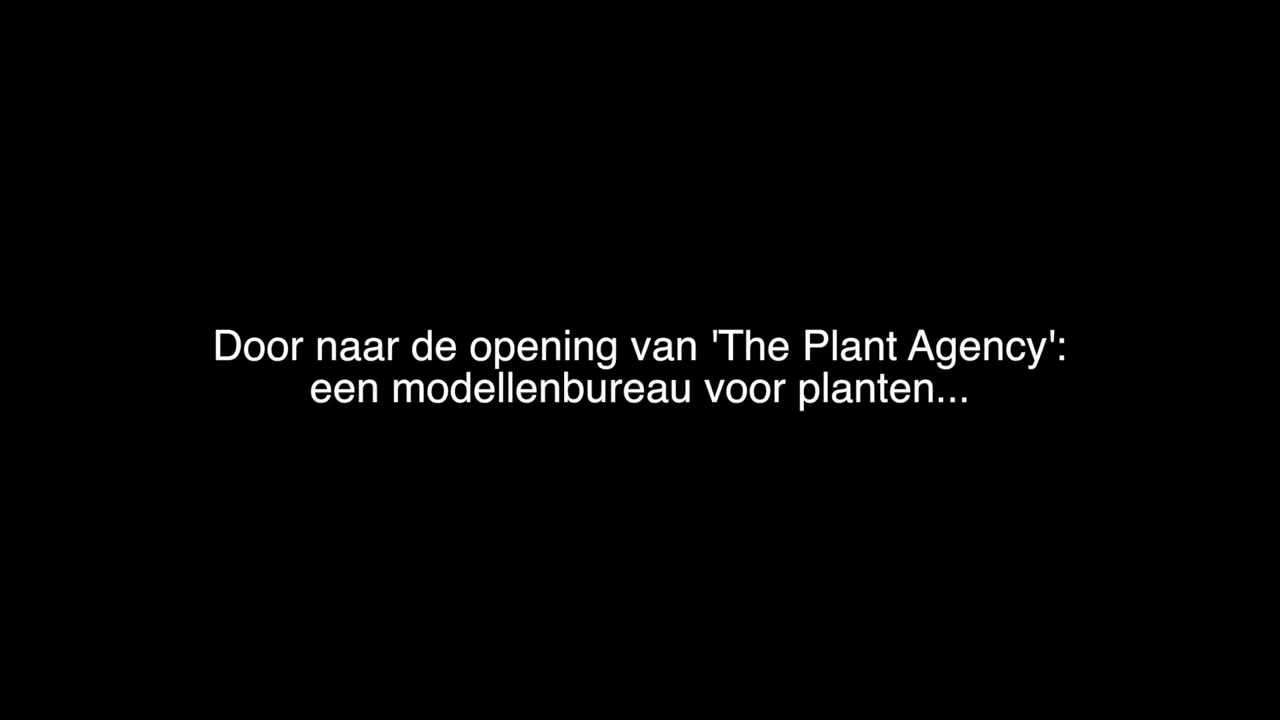 Door naar de opening van 'The Plant Agency':
een modellenbureau voor planten...